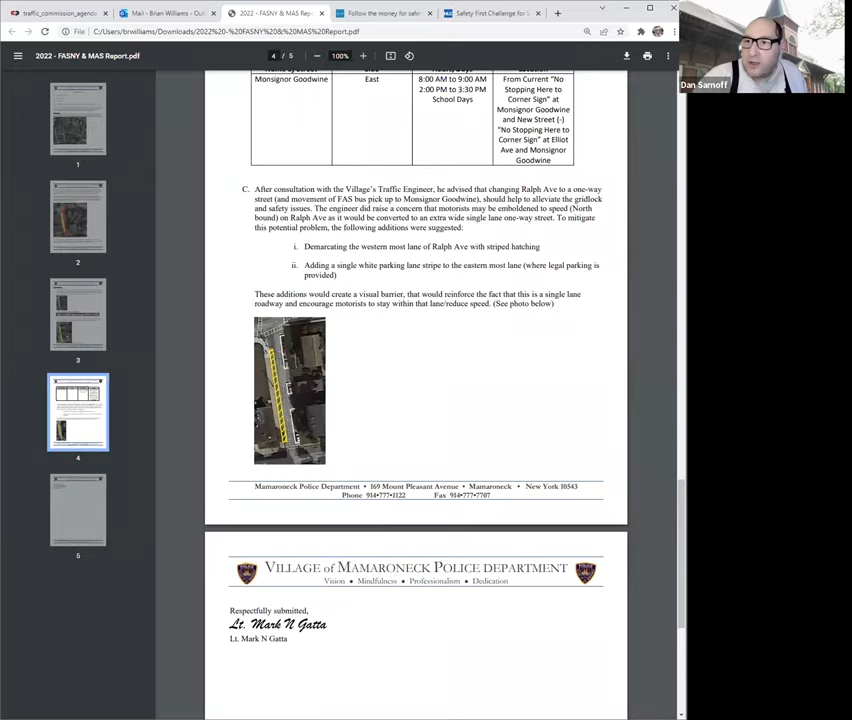 traffic_commission_agenda
Mail - Brian Williams - Out
2022 - FASNY & MAS Repo
Follow the money for safe
Safety First Challenge for S
File
C:/Users/brwilliams/Downloads/2022%20-%20FASNY%20&%20MAS%20Report.pdf
2022 - FASNY & MAS Report.pdf
4 / 5
100%
Dan Sarnoff
1
2
3
4
5
Monsignor Goodwine
East
8:00 AM to 9:00 AM
2:00 PM to 3:30 PM
School Days
From Current “No
Stopping Here to
Corner Sign” at
Monsignor Goodwine
and New Street (-)
“No Stopping Here to
Corner Sign” at Elliot
Ave and Monsignor
Goodwine
C. After consultation with the Village’s Traffic Engineer, he advised that changing Ralph Ave to a one-way
street (and movement of FAS bus pick up to Monsignor Goodwine), should help to alleviate the gridlock
and safety issues. The engineer did raise a concern that motorists may be emboldened to speed (North
bound) on Ralph Ave as it would be converted to an extra wide single lane one-way street. To mitigate
this potential problem, the following additions were suggested:
i. Demarcating the western most lane of Ralph Ave with striped hatching
ii. Adding a single white parking lane stripe to the eastern most lane (where legal parking is
provided)
These additions would create a visual barrier, that would reinforce the fact that this is a single lane
roadway and encourage motorists to stay within that lane/reduce speed. (See photo below)
Mamaroneck Police Department • 169 Mount Pleasant Avenue • Mamaroneck • New York 10543
Phone 914•777•1122 Fax 914•777•7707
VILLAGE of MAMARONECK POLICE DEPARTMENT
Vision • Mindfulness • Professionalism • Dedication
Respectfully submitted,
Lt. Mark N Gatta
Lt. Mark N Gatta